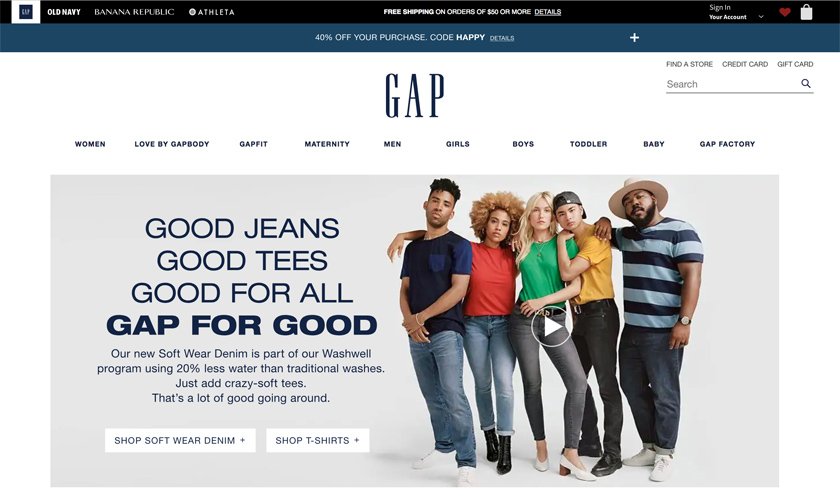 GAP
OLD NAVY
BANANA REPUBLIC
ATHLETA
FREE SHIPPING ON ORDERS OF $50 OR MORE DETAILS
Sign In
Your Account
40% OFF YOUR PURCHASE. CODE HAPPY DETAILS +
FIND A STORE CREDIT CARD GIFT CARD
Search
GAP
WOMEN LOVE BY GAPBODY GAPFIT MATERNITY MEN GIRLS BOYS TODDLER BABY GAP FACTORY
GOOD JEANS
GOOD TEES
GOOD FOR ALL
GAP FOR GOOD
Our new Soft Wear Denim is part of our Washwell
program using 20% less water than traditional washes.
Just add crazy-soft tees.
That's a lot of good going around.
SHOP SOFT WEAR DENIM +
SHOP T-SHIRTS +